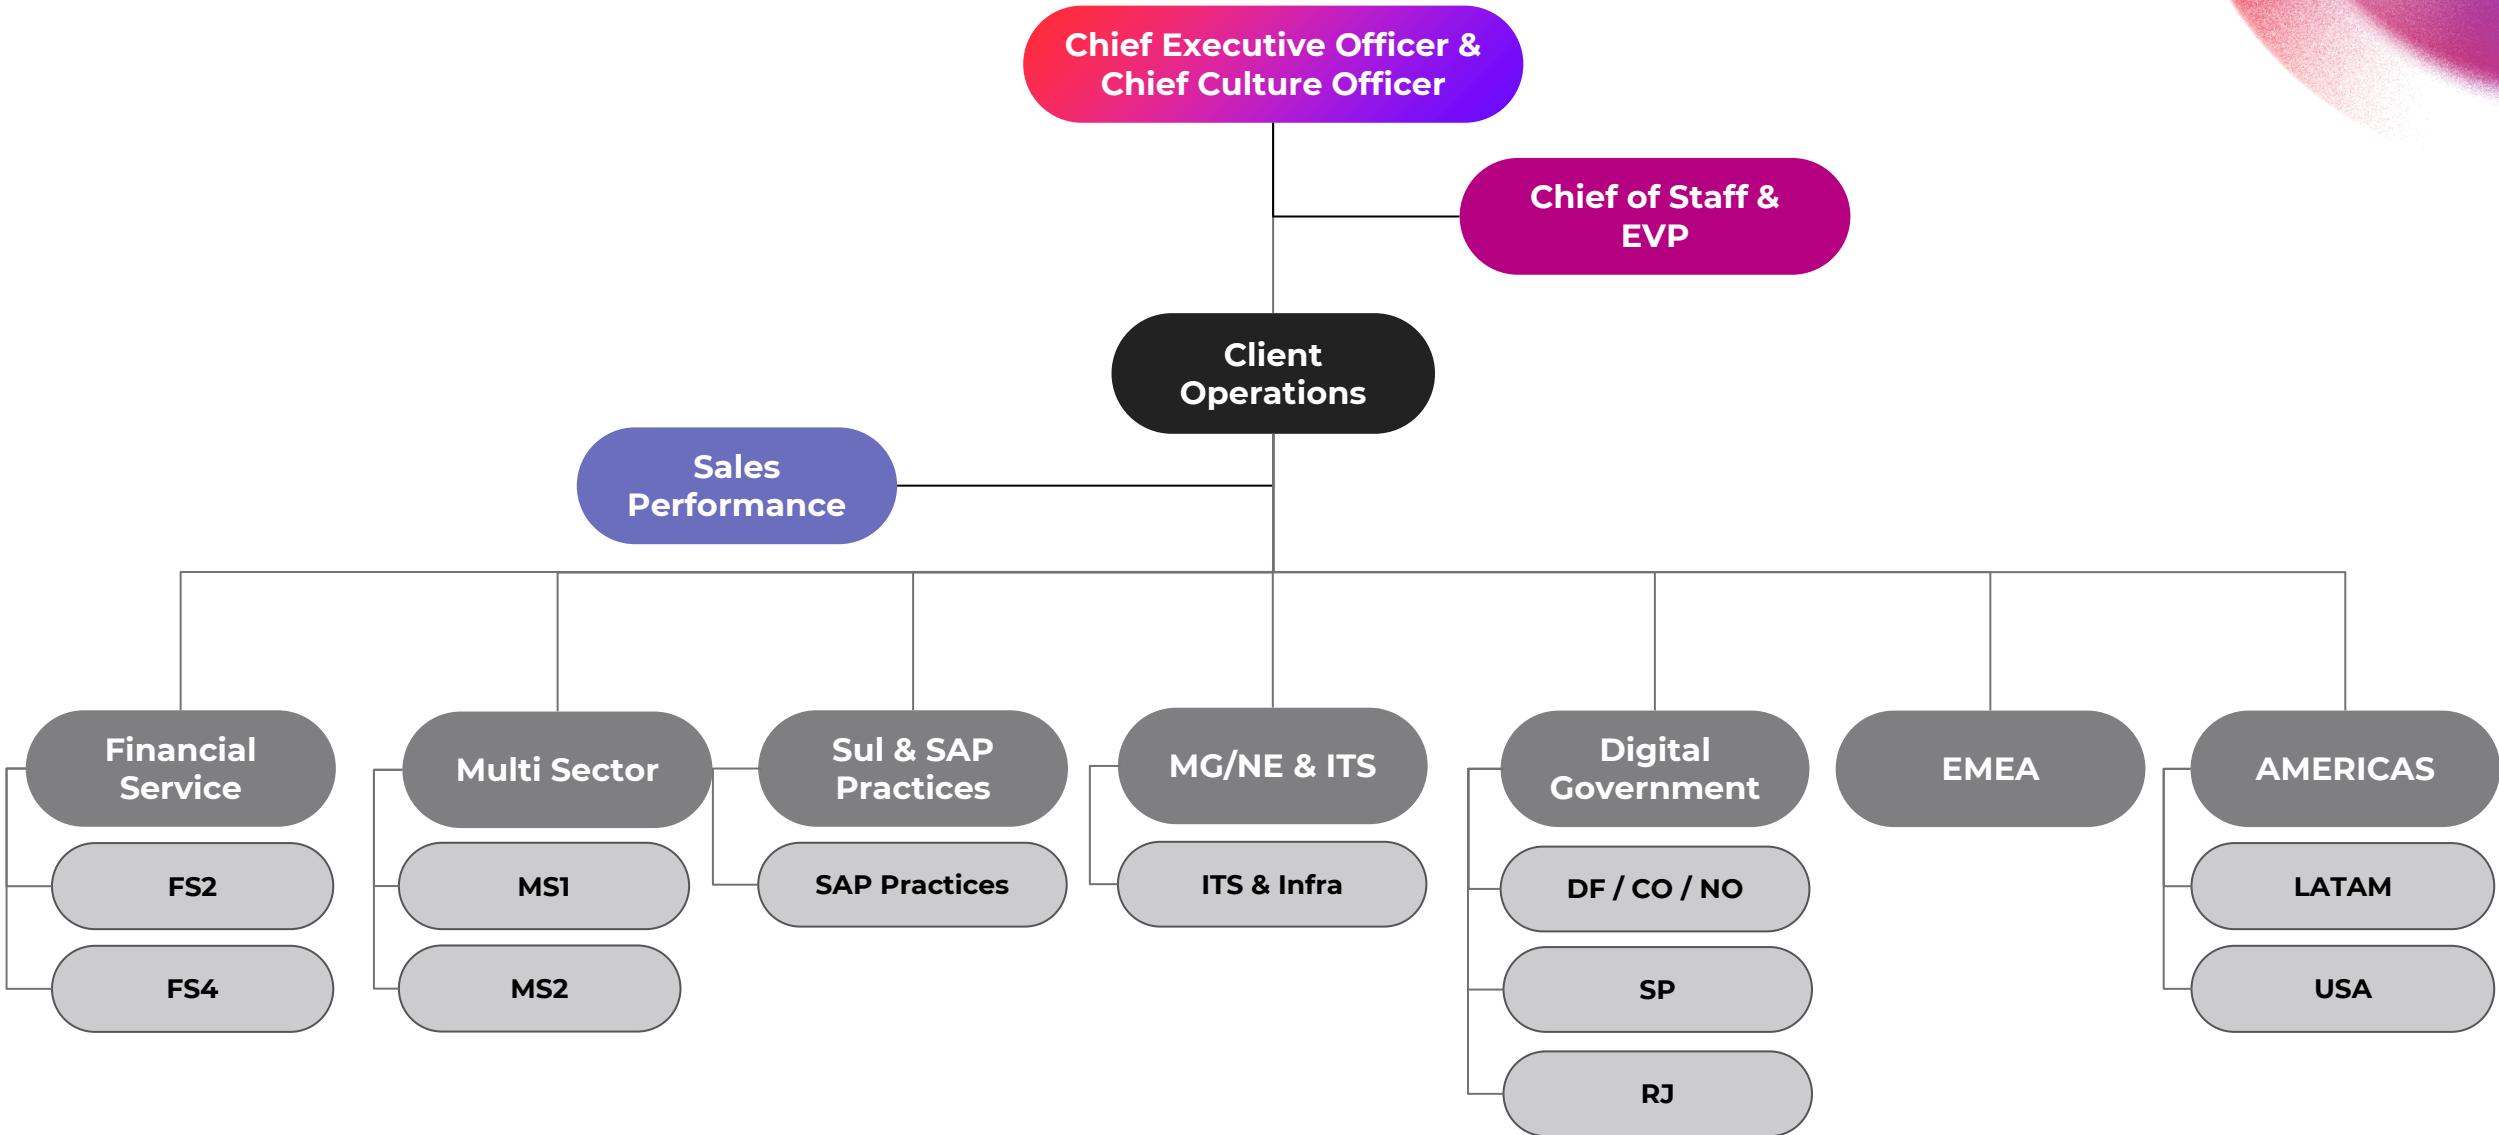 Chief Executive Officer &
Chief Culture Officer
Chief of Staff &
EVP
Client
Operations
Sales
Performance
Financial
Service
Multi Sector
Sul & SAP
Practices
MG/NE & ITS
Digital
Government
EMEA
AMERICAS
FS2
MS1
SAP Practices
ITS & Infra
DF / CO / NO
LATAM
FS4
MS2
SP
USA
RJ